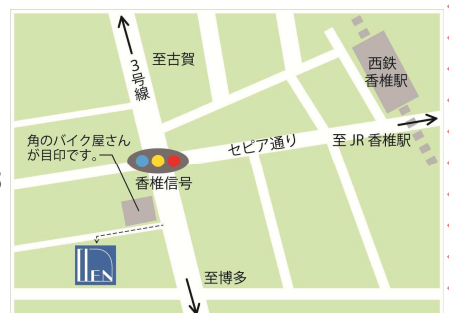 至古賀
3号線
西鉄
香椎駅
セピア通り
至 JR 香椎駅
角のバイク屋さん
が目印です。
香椎信号
DEN
至博多